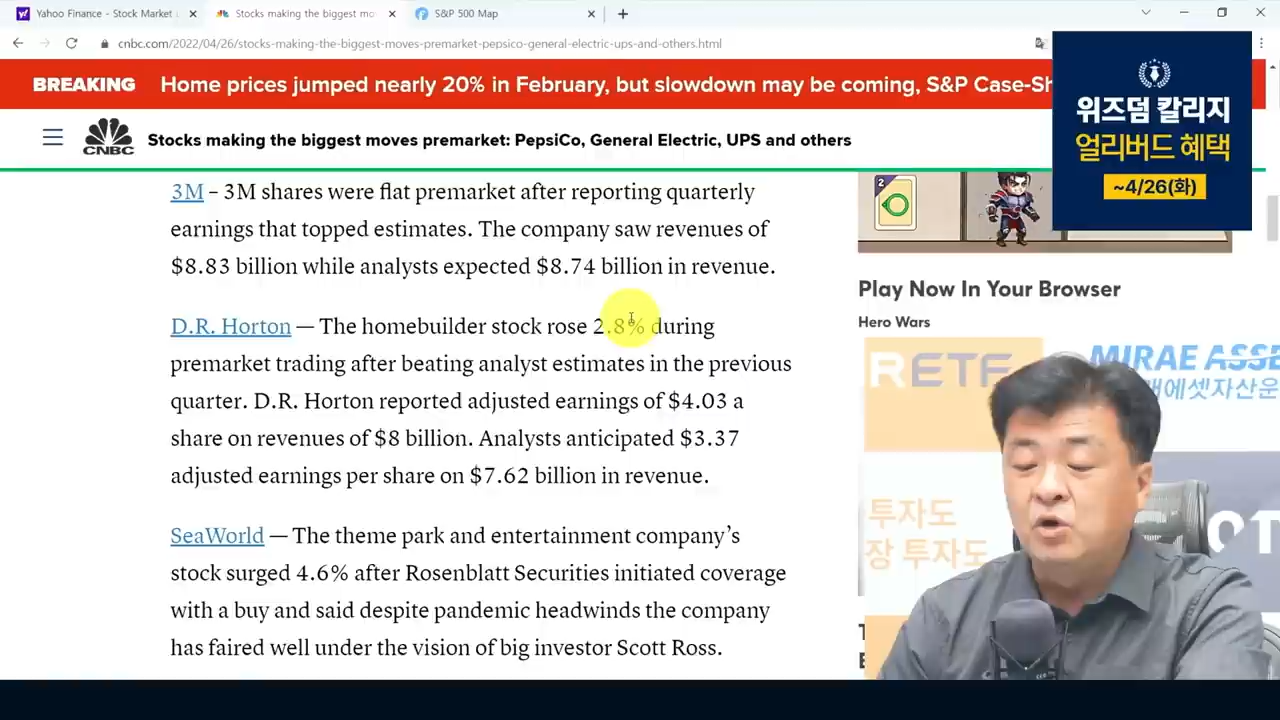 Yahoo Finance - Stock Market
Stocks making the biggest mo
S&P 500 Map
cnbc.com/2022/04/26/stocks-making-the-biggest-moves-premarket-pepsico-general-electric-ups-and-others.html
BREAKING
Home prices jumped nearly 20% in February, but slowdown may be coming, S&P Case-Sh
CNBC
Stocks making the biggest moves premarket: PepsiCo, General Electric, UPS and others
위즈덤 칼리지
얼리버드 혜택
~4/26(화)
3M – 3M shares were flat premarket after reporting quarterly
earnings that topped estimates. The company saw revenues of
$8.83 billion while analysts expected $8.74 billion in revenue.
D.R. Horton — The homebuilder stock rose 2.8% during
premarket trading after beating analyst estimates in the previous
quarter. D.R. Horton reported adjusted earnings of $4.03 a
share on revenues of $8 billion. Analysts anticipated $3.37
adjusted earnings per share on $7.62 billion in revenue.
SeaWorld — The theme park and entertainment company's
stock surged 4.6% after Rosenblatt Securities initiated coverage
with a buy and said despite pandemic headwinds the company
has faired well under the vision of big investor Scott Ross.
2
Play Now In Your Browser
Hero Wars
RETF
MIRAE ASSE
래에셋자산운
투자도
장 투자도